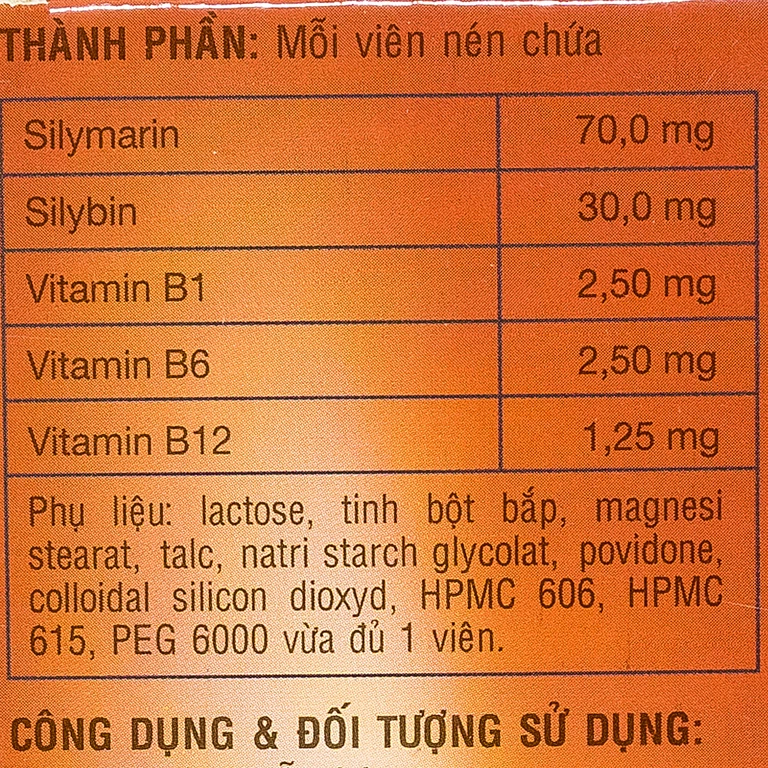 THÀNH PHẦN: Mỗi viên nén chứa
Silymarin 70,0 mg
Silybin 30,0 mg
Vitamin B1 2,50 mg
Vitamin B6 2,50 mg
Vitamin B12 1,25 mg
Phụ liệu: lactose, tinh bột bắp, magnesi
stearat, talc, natri starch glycolat, povidone,
colloidal silicon dioxyd, HPMC 606, HPMC
615, PEG 6000 vừa đủ 1 viên.
CÔNG DỤNG & ĐỐI TƯỢNG SỬ DỤNG: